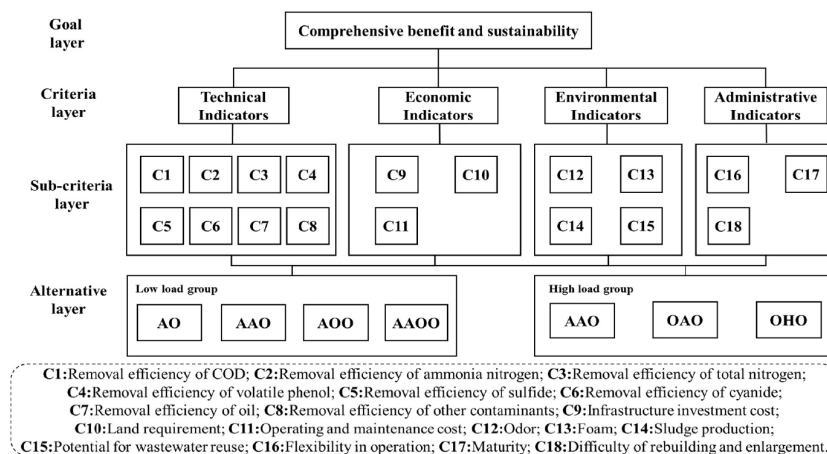 Goal
layer
Comprehensive benefit and sustainability
Criteria
layer
Technical
Indicators
Economic
Indicators
Environmental
Indicators
Administrative
Indicators
Sub-criteria
layer
C1 C2 C3 C4
C5 C6 C7 C8
C9 C10
C11
C12 C13
C14 C15
C16 C17
C18
Alternative
layer
Low load group
AO AAO AOO AAOO
High load group
AAO OAO OHO
C1:Removal efficiency of COD; C2:Removal efficiency of ammonia nitrogen; C3:Removal efficiency of total nitrogen;
C4:Removal efficiency of volatile phenol; C5:Removal efficiency of sulfide; C6:Removal efficiency of cyanide;
C7:Removal efficiency of oil; C8:Removal efficiency of other contaminants; C9:Infrastructure investment cost;
C10:Land requirement; C11:Operating and maintenance cost; C12:Odor; C13:Foam; C14:Sludge production;
C15:Potential for wastewater reuse; C16:Flexibility in operation; C17:Maturity; C18:Difficulty of rebuilding and enlargement.